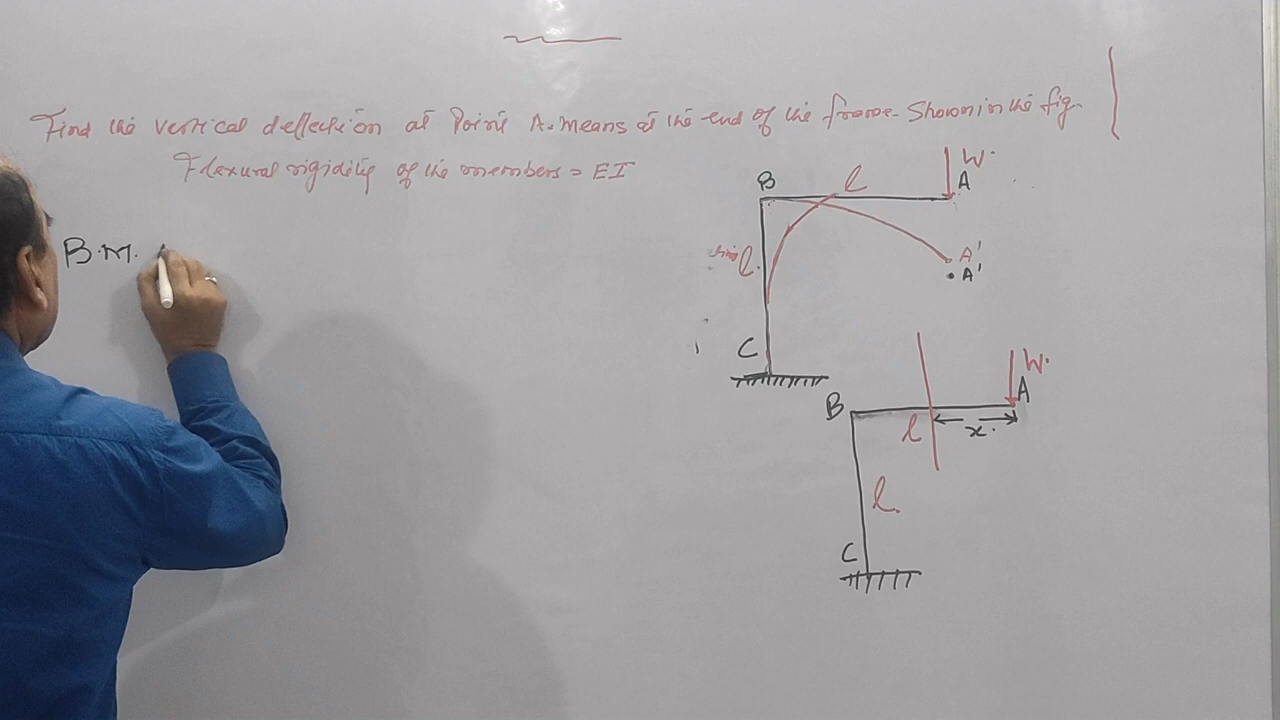 Find the vertical deflection at Point A. Means at the end of the frame. Shown in the fig.
Flexural rigidity of the members = EI
B.M.
B
l
W.
A
l.
A'
A'
C
W.
B
A
l
x.
l.
C